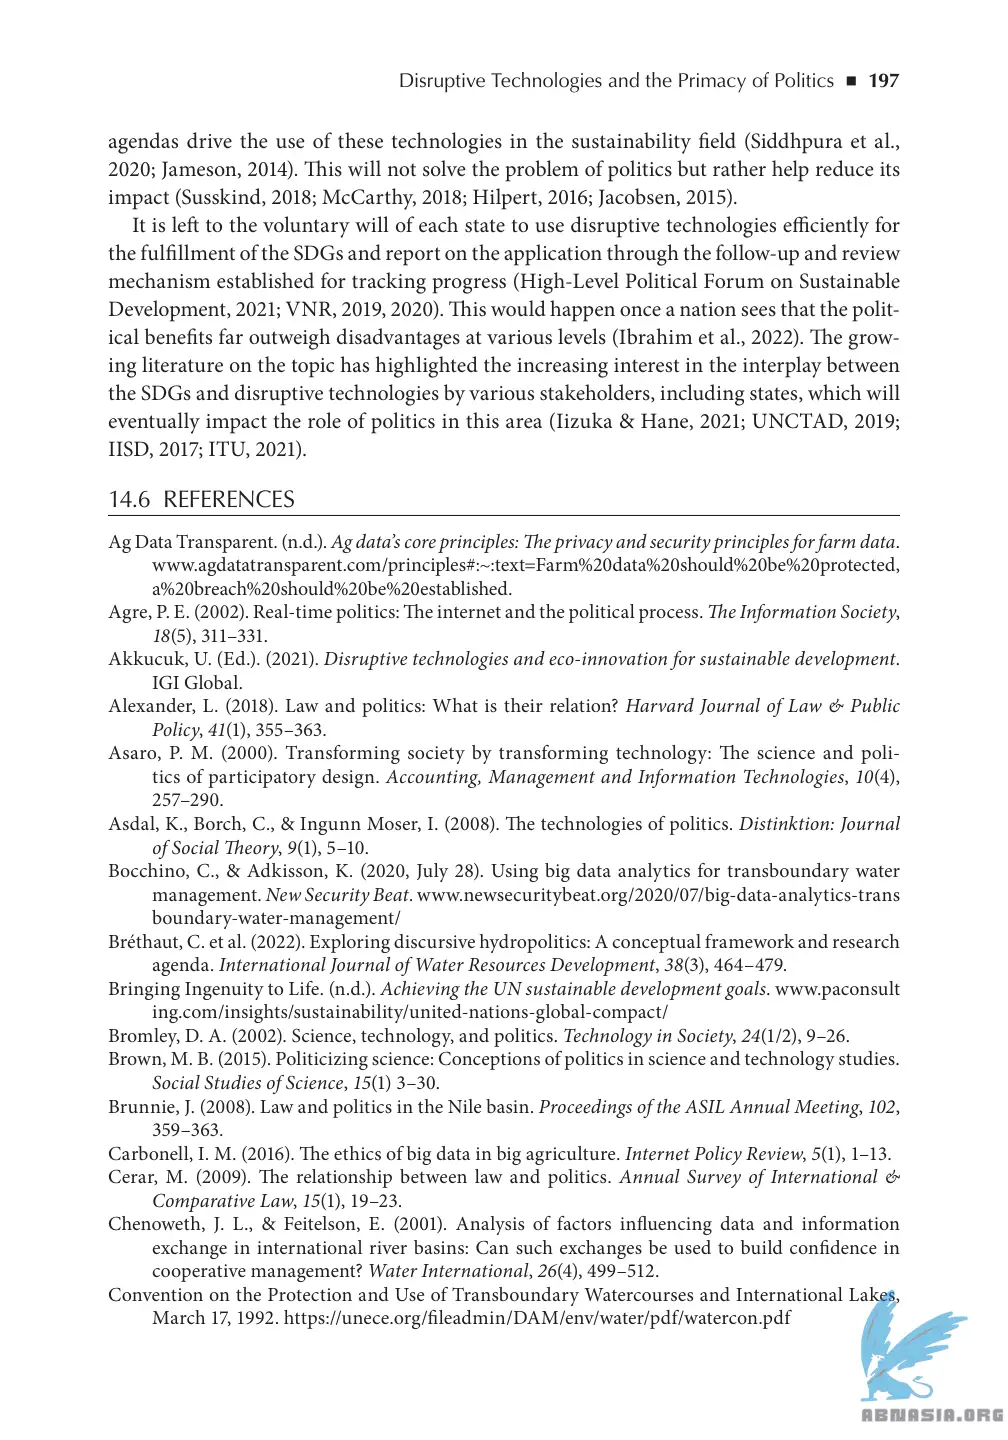 Disruptive Technologies and the Primacy of Politics ■ 197
agendas drive the use of these technologies in the sustainability field (Siddhpura et al.,
2020; Jameson, 2014). This will not solve the problem of politics but rather help reduce its
impact (Susskind, 2018; McCarthy, 2018; Hilpert, 2016; Jacobsen, 2015).
It is left to the voluntary will of each state to use disruptive technologies efficiently for
the fulfillment of the SDGs and report on the application through the follow-up and review
mechanism established for tracking progress (High-Level Political Forum on Sustainable
Development, 2021; VNR, 2019, 2020). This would happen once a nation sees that the polit-
ical benefits far outweigh disadvantages at various levels (Ibrahim et al., 2022). The grow-
ing literature on the topic has highlighted the increasing interest in the interplay between
the SDGs and disruptive technologies by various stakeholders, including states, which will
eventually impact the role of politics in this area (Iizuka & Hane, 2021; UNCTAD, 2019;
IISD, 2017; ITU, 2021).
14.6 REFERENCES
Ag Data Transparent. (n.d.). Ag data's core principles: The privacy and security principles for farm data.
www.agdatatransparent.com/principles#:~:text=Farm%20data%20should%20be%20protected,
a%20breach%20should%20be%20established.
Agre, P. E. (2002). Real-time politics: The internet and the political process. The Information Society,
18(5), 311–331.
Akkucuk, U. (Ed.). (2021). Disruptive technologies and eco-innovation for sustainable development.
IGI Global.
Alexander, L. (2018). Law and politics: What is their relation? Harvard Journal of Law & Public
Policy, 41(1), 355–363.
Asaro, P. M. (2000). Transforming society by transforming technology: The science and poli-
tics of participatory design. Accounting, Management and Information Technologies, 10(4),
257–290.
Asdal, K., Borch, C., & Ingunn Moser, I. (2008). The technologies of politics. Distinktion: Journal
of Social Theory, 9(1), 5–10.
Bocchino, C., & Adkisson, K. (2020, July 28). Using big data analytics for transboundary water
management. New Security Beat. www.newsecuritybeat.org/2020/07/big-data-analytics-trans
boundary-water-management/
Bréthaut, C. et al. (2022). Exploring discursive hydropolitics: A conceptual framework and research
agenda. International Journal of Water Resources Development, 38(3), 464–479.
Bringing Ingenuity to Life. (n.d.). Achieving the UN sustainable development goals. www.paconsult
ing.com/insights/sustainability/united-nations-global-compact/
Bromley, D. A. (2002). Science, technology, and politics. Technology in Society, 24(1/2), 9–26.
Brown, M. B. (2015). Politicizing science: Conceptions of politics in science and technology studies.
Social Studies of Science, 15(1) 3–30.
Brunnie, J. (2008). Law and politics in the Nile basin. Proceedings of the ASIL Annual Meeting, 102,
359–363.
Carbonell, I. M. (2016). The ethics of big data in big agriculture. Internet Policy Review, 5(1), 1–13.
Cerar, M. (2009). The relationship between law and politics. Annual Survey of International &
Comparative Law, 15(1), 19–23.
Chenoweth, J. L., & Feitelson, E. (2001). Analysis of factors influencing data and information
exchange in international river basins: Can such exchanges be used to build confidence in
cooperative management? Water International, 26(4), 499–512.
Convention on the Protection and Use of Transboundary Watercourses and International Lakes,
March 17, 1992. https://unece.org/fileadmin/DAM/env/water/pdf/watercon.pdf
ABNASIA.ORG